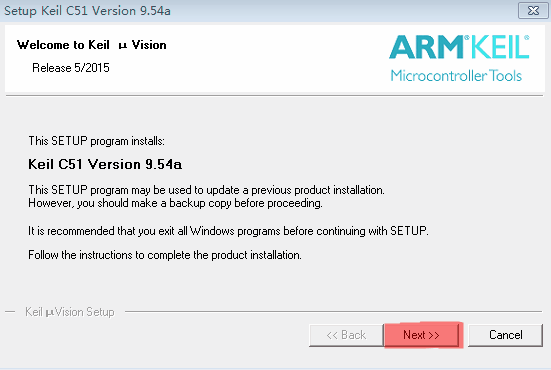 Setup Keil C51 Version 9.54a
Welcome to Keil µVision
Release 5/2015
ARM®KEIL®
Microcontroller Tools
This SETUP program installs:
Keil C51 Version 9.54a
This SETUP program may be used to update a previous product installation.
However, you should make a backup copy before proceeding.
It is recommended that you exit all Windows programs before continuing with SETUP.
Follow the instructions to complete the product installation.
Keil µVision Setup
<< Back
Next >>
Cancel